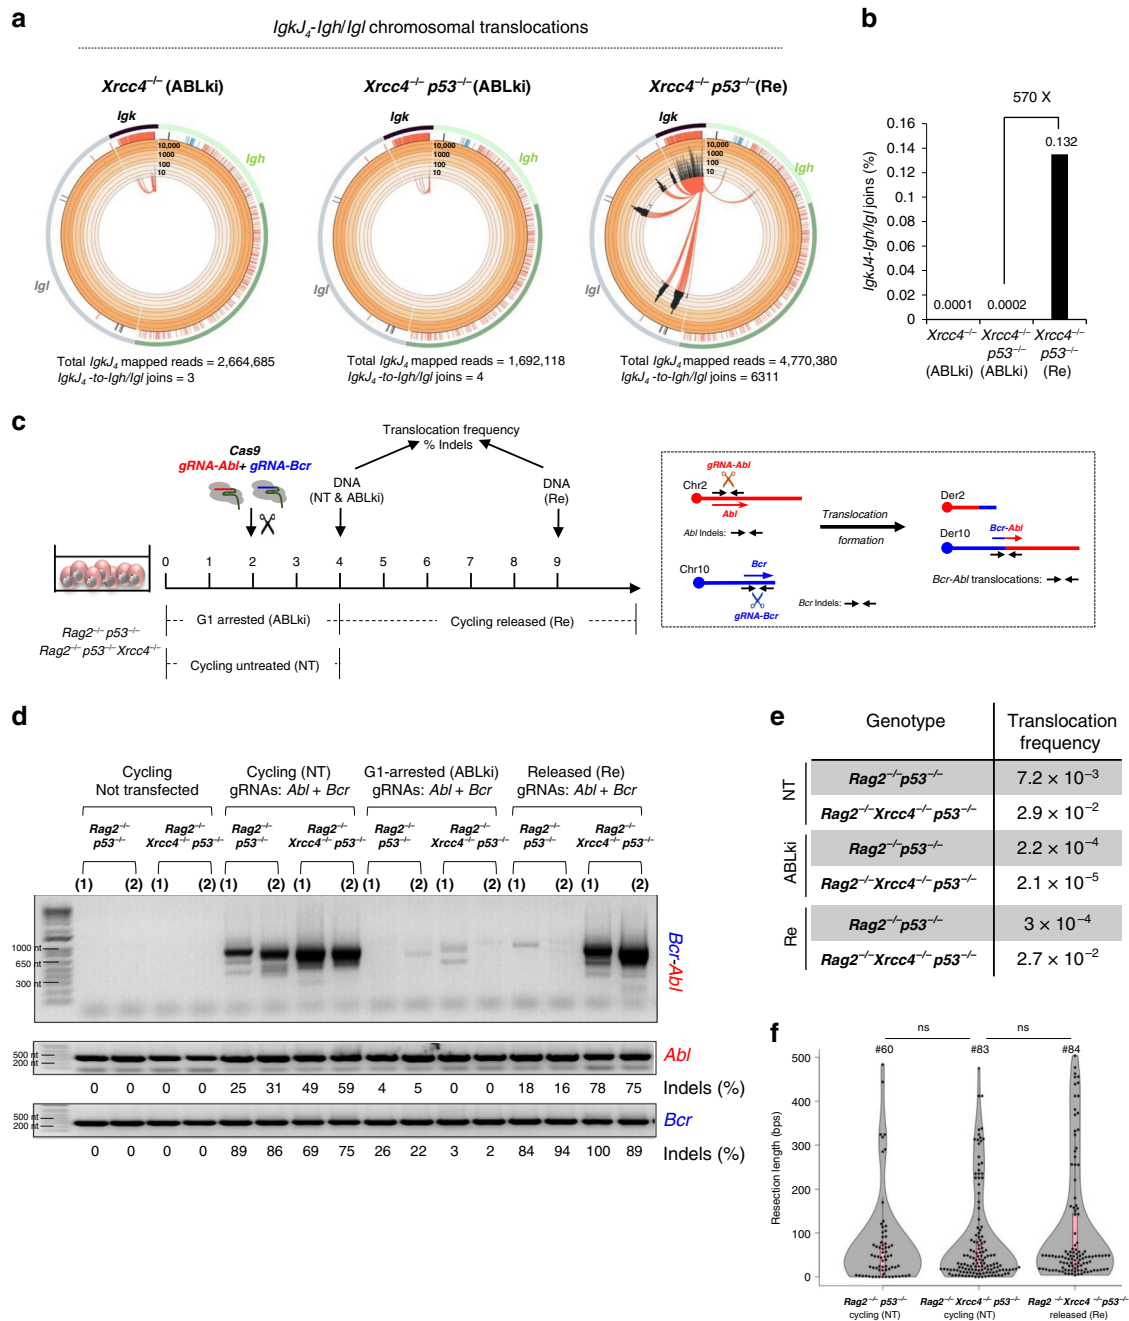 a
IgkJ4-Igh/Igl chromosomal translocations
Xrcc4–/– (ABLki)
Xrcc4–/– p53–/– (ABLki)
Xrcc4–/– p53–/– (Re)
Igk
Igk
Igk
10,000
1000
100
10
10,000
1000
100
10
10,000
1000
100
10
Igh
Igh
Igl
Igl
Igl
Total IgkJ4 mapped reads = 2,664,685
IgkJ4 -to-Igh/Igl joins = 3
Total IgkJ4 mapped reads = 1,692,118
IgkJ4 -to-Igh/Igl joins = 4
Total IgkJ4 mapped reads = 4,770,380
IgkJ4 -to-Igh/Igl joins = 6311
b
570 X
IgkJ4-Igh/Igl joins (%)
0.16
0.14
0.12
0.1
0.08
0.06
0.04
0.02
0
0.0001
0.0002
0.132
Xrcc4–/–
(ABLki)
Xrcc4–/–
p53–/–
(ABLki)
Xrcc4–/–
p53–/–
(Re)
c
Translocation frequency
% Indels
Cas9
gRNA-Abl+ gRNA-Bcr
DNA
(NT & ABLki)
DNA
(Re)
0 1 2 3 4 5 6 7 8 9
G1 arrested (ABLki)
Cycling released (Re)
Cycling untreated (NT)
Rag2–/– p53–/–
Rag2–/– p53–/– Xrcc4–/–
gRNA-Abl
Chr2
Abl
Abl Indels:
Chr10
Bcr
gRNA-Bcr
Bcr Indels:
Translocation
formation
Der2
Der10
Bcr-Abl
Bcr-Abl translocations:
d
Cycling
Not transfected
Cycling (NT)
gRNAs: Abl + Bcr
G1-arrested (ABLki)
gRNAs: Abl + Bcr
Released (Re)
gRNAs: Abl + Bcr
Rag2–/–
p53–/–
Rag2–/–
Xrcc4–/– p53–/–
Rag2–/–
p53–/–
Rag2–/–
Xrcc4–/– p53–/–
Rag2–/–
p53–/–
Rag2–/–
Xrcc4–/– p53–/–
Rag2–/–
p53–/–
Rag2–/–
Xrcc4–/– p53–/–
(1) (2) (1) (2) (1) (2) (1) (2) (1) (2) (1) (2) (1) (2) (1) (2)
1000 nt
650 nt
300 nt
Bcr-Abl
500 nt
200 nt
Abl
0 0 0 0 25 31 49 59 4 5 0 0 18 16 78 75 Indels (%)
500 nt
200 nt
Bcr
0 0 0 0 89 86 69 75 26 22 3 2 84 94 100 89 Indels (%)
e
Genotype
Translocation
frequency
NT
Rag2–/–p53–/– 7.2 × 10–3
Rag2–/–Xrcc4–/–p53–/– 2.9 × 10–2
ABLki
Rag2–/–p53–/– 2.2 × 10–4
Rag2–/–Xrcc4–/–p53–/– 2.1 × 10–5
Re
Rag2–/–p53–/– 3 × 10–4
Rag2–/–Xrcc4–/–p53–/– 2.7 × 10–2
f
ns
ns
#60
#83
#84
Resection length (bps)
500
400
300
200
100
0
Rag2–/– p53–/–
cycling (NT)
Rag2–/– Xrcc4–/– p53–/–
cycling (NT)
Rag2–/– Xrcc4–/– p53–/–
released (Re)